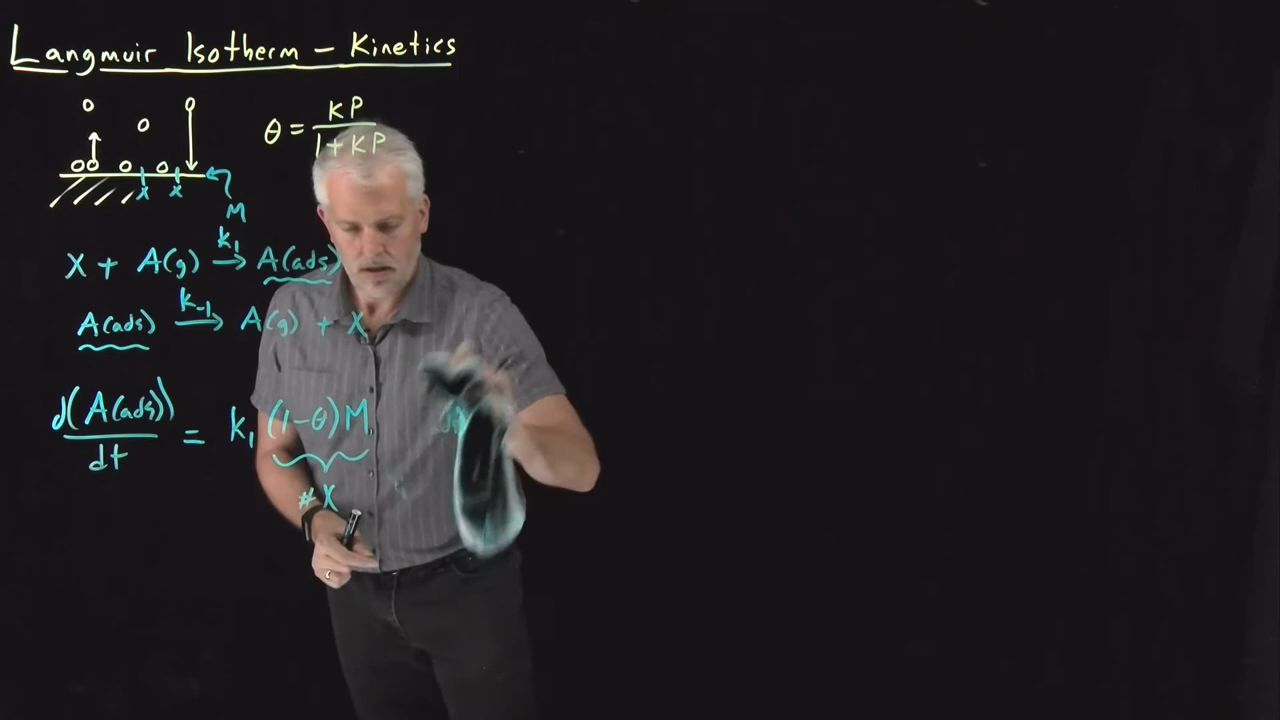 Langmuir Isotherm – Kinetics
θ = KP / 1 + KP
x x
M
X + A(g) →k₁ A(ads)
A(ads) →k₋₁ A(g) + X
d(A(ads)) / dt = k₁ (1-θ)M
# X